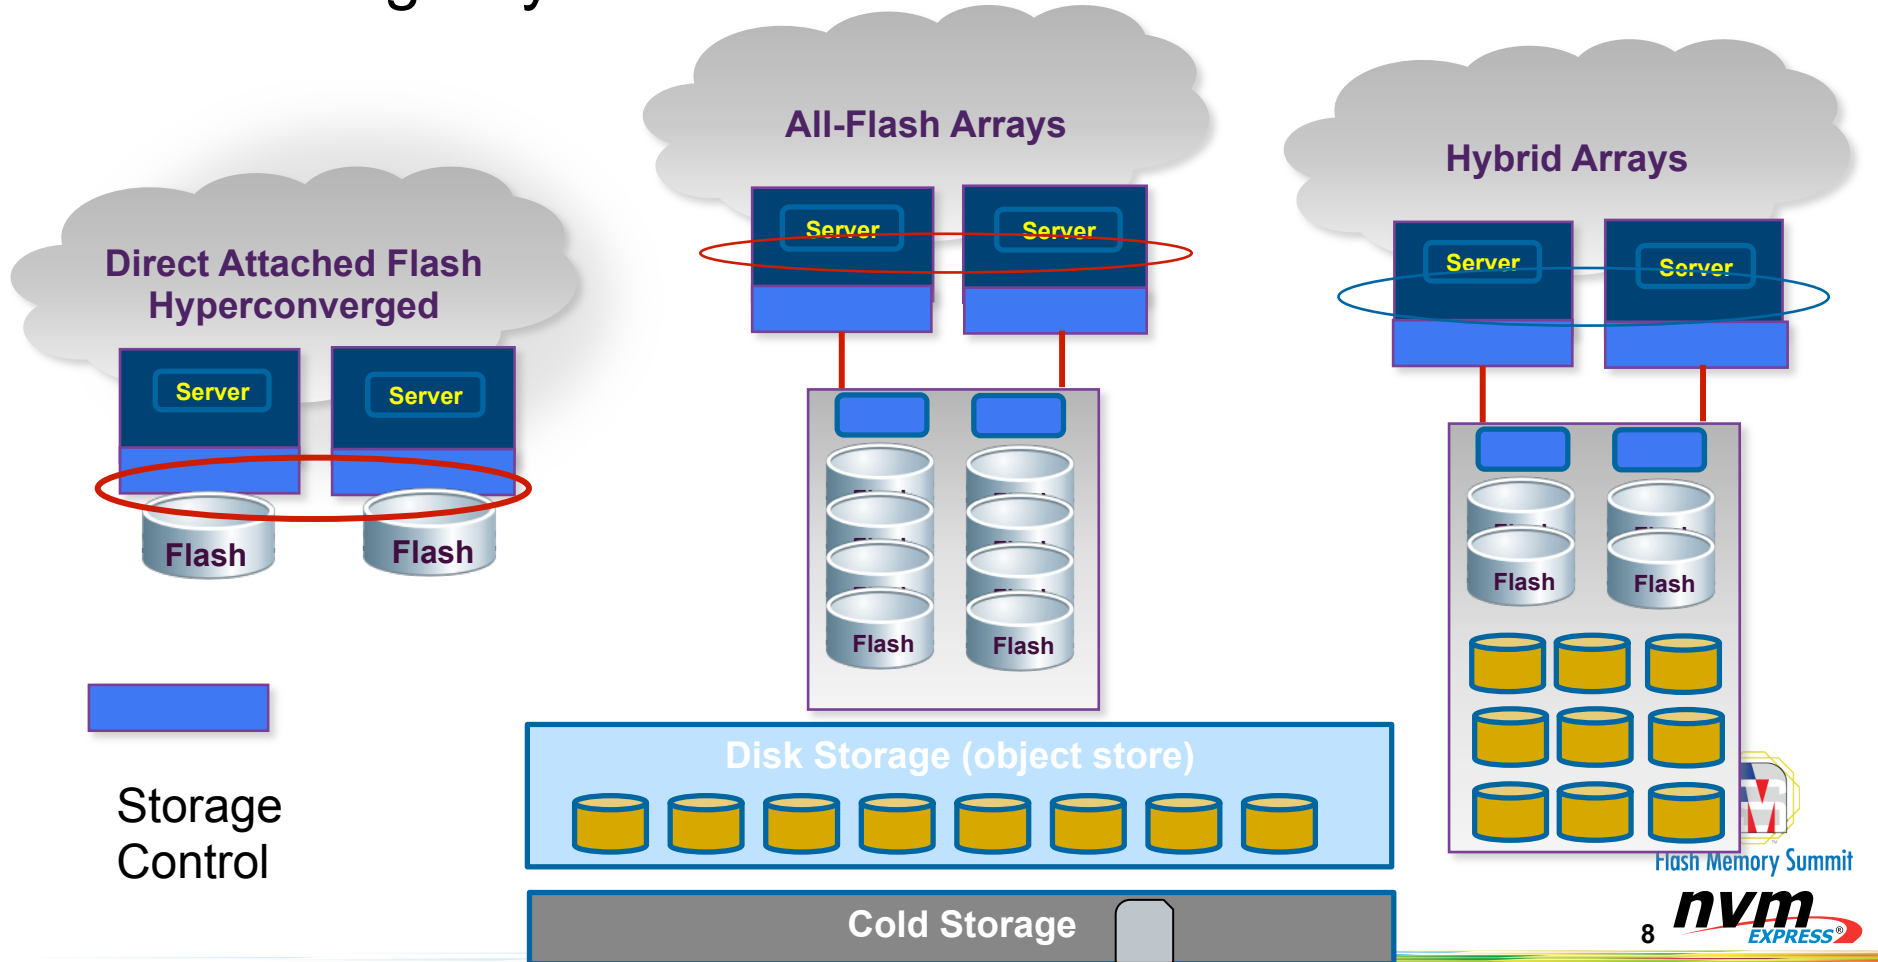 All-Flash Arrays
Hybrid Arrays
Direct Attached Flash
Hyperconverged
Server
Server
Server
Server
Server
Server
Flash
Flash
Flash
Flash
Flash
Flash
Storage
Control
Disk Storage (object store)
Cold Storage
Flash Memory Summit
8
nvm
EXPRESS®